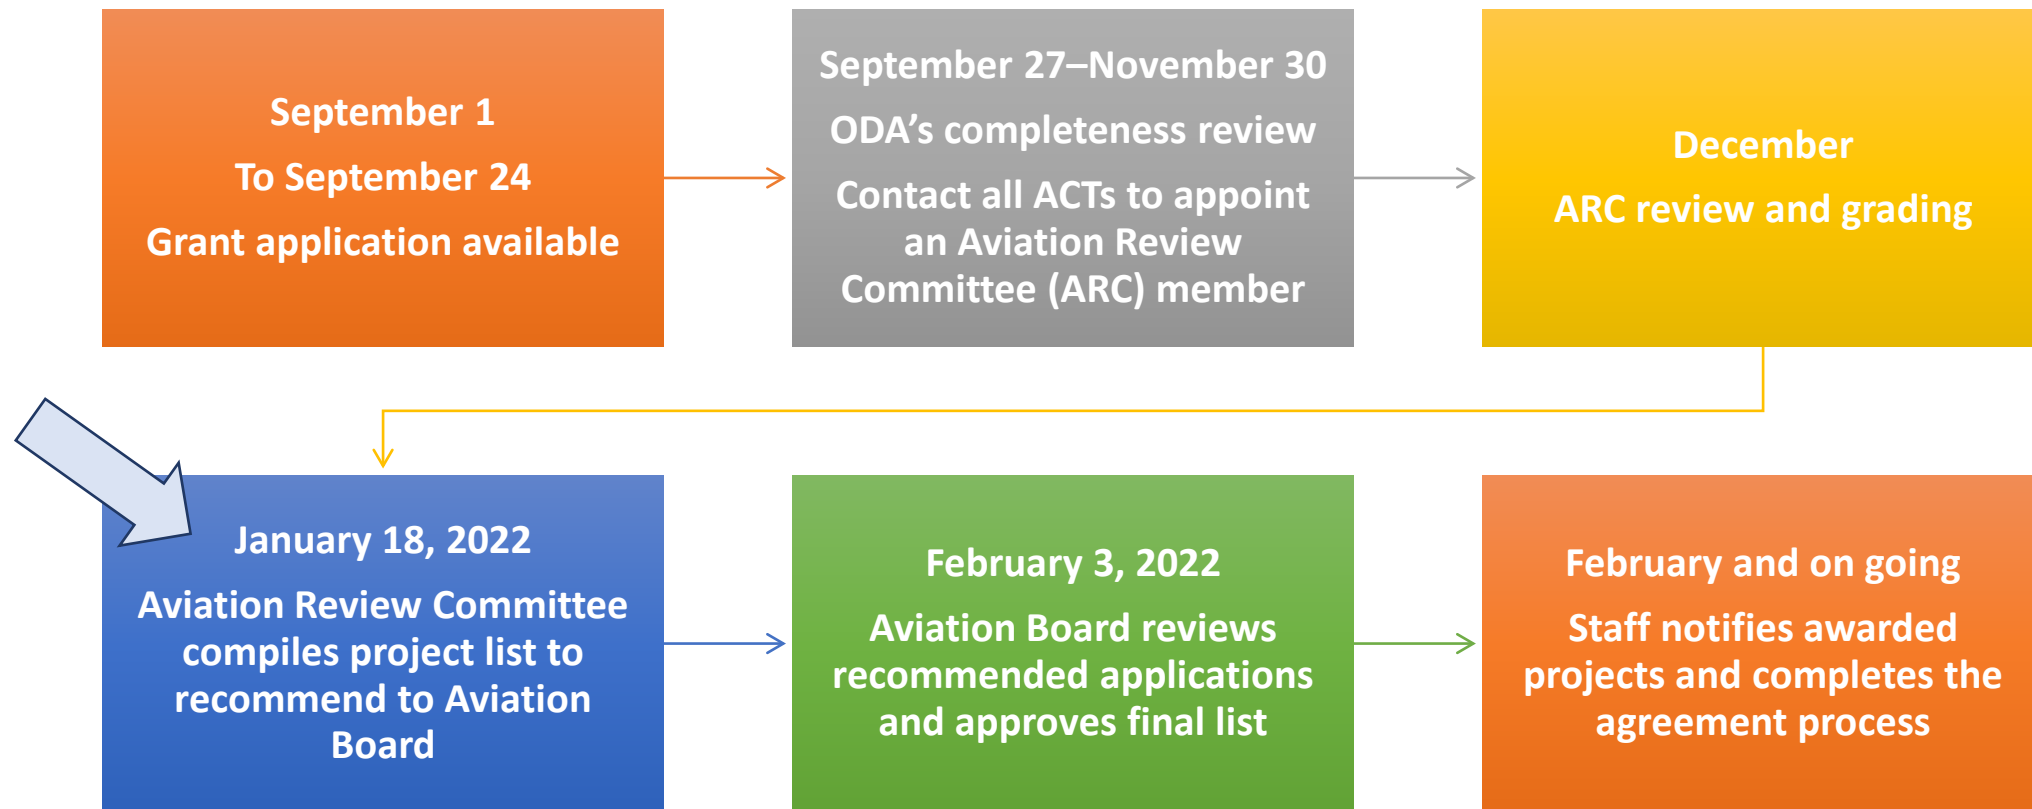 September 1
To September 24
Grant application available
September 27–November 30
ODA’s completeness review
Contact all ACTs to appoint
an Aviation Review
Committee (ARC) member
December
ARC review and grading
January 18, 2022
Aviation Review Committee
compiles project list to
recommend to Aviation
Board
February 3, 2022
Aviation Board reviews
recommended applications
and approves final list
February and on going
Staff notifies awarded
projects and completes the
agreement process